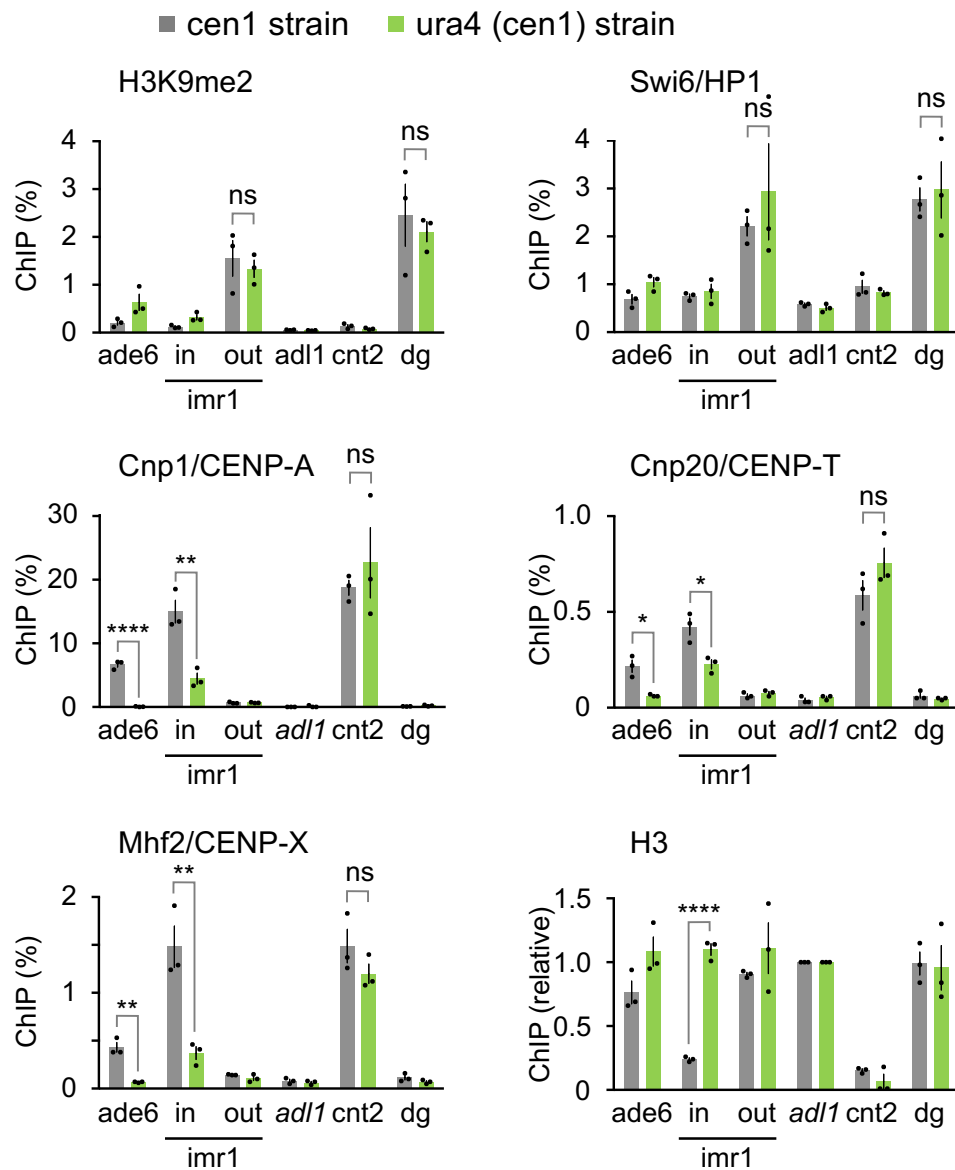 cen1 strain ura4 (cen1) strain
H3K9me2
ChIP (%)
4
3
2
1
0
ns
ns
ade6 in out adl1 cnt2 dg
imr1
Swi6/HP1
ChIP (%)
4
3
2
1
0
ns
ns
ade6 in out adl1 cnt2 dg
imr1
Cnp1/CENP-A
ChIP (%)
30
20
10
0
****
**
ns
ade6 in out adl1 cnt2 dg
imr1
Cnp20/CENP-T
ChIP (%)
1.0
0.5
0
*
*
ns
ade6 in out adl1 cnt2 dg
imr1
Mhf2/CENP-X
ChIP (%)
2
1
0
**
**
ns
ade6 in out adl1 cnt2 dg
imr1
H3
ChIP (relative)
1.5
1.0
0.5
0
****
ade6 in out adl1 cnt2 dg
imr1